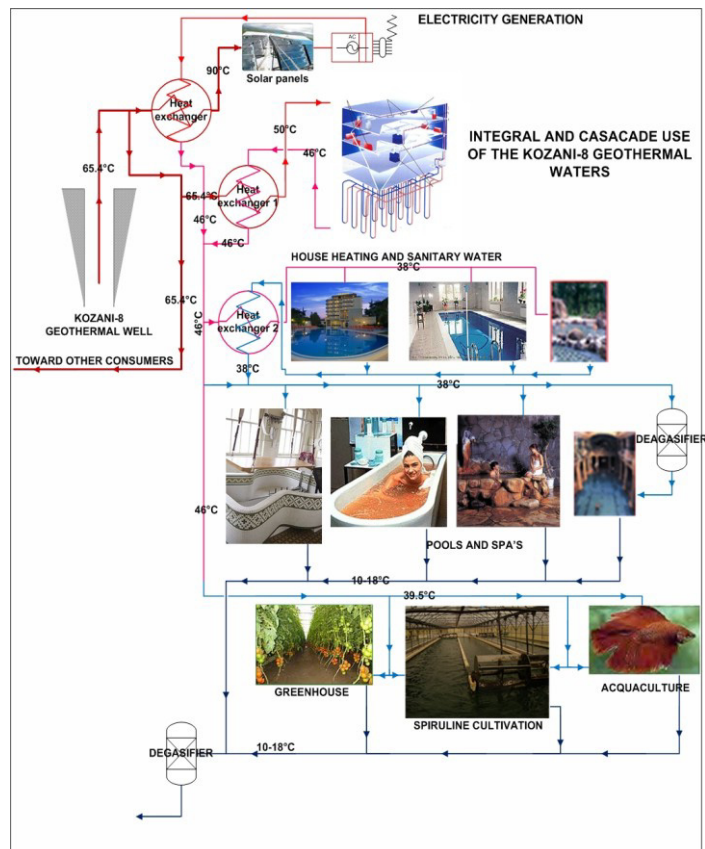 ELECTRICITY GENERATION
AC
Solar panels
90°C
Heat
exchanger
65.4°C
50°C
46°C
INTEGRAL AND CASACADE USE
OF THE KOZANI-8 GEOTHERMAL
WATERS
65.4°C
Heat
exchanger 1
46°C
46°C
HOUSE HEATING AND SANITARY WATER
38°C
65.4°C
46°C
Heat
exchanger 2
KOZANI-8
GEOTHERMAL WELL
TOWARD OTHER CONSUMERS
38°C
38°C
DEAGASIFIER
46°C
POOLS AND SPA'S
10-18°C
39.5°C
GREENHOUSE
ACQUACULTURE
SPIRULINE CULTIVATION
DEGASIFIER
10-18°C